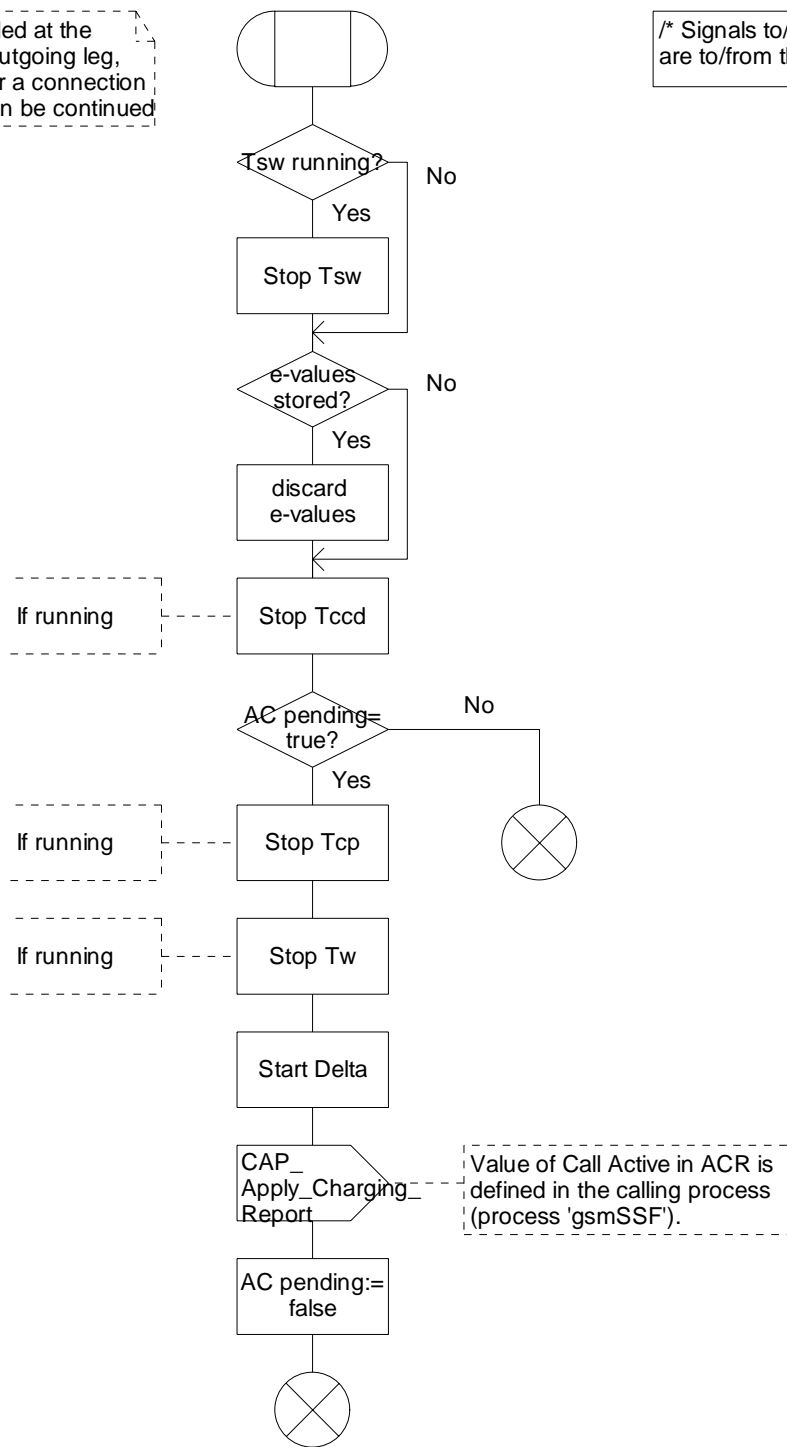 at the
outgoing leg,
a connection
be continued
/* Signals to/
are to/from
Tsw running?
No
Yes
Stop Tsw
e-values
stored?
No
Yes
discard
e-values
If running
Stop Tccd
AC pending=
true?
No
Yes
If running
Stop Tcp
If running
Stop Tw
Start Delta
CAP_
Apply_Charging_
Report
Value of Call Active in ACR is
defined in the calling process
(process 'gsmSSF').
AC pending:=
false